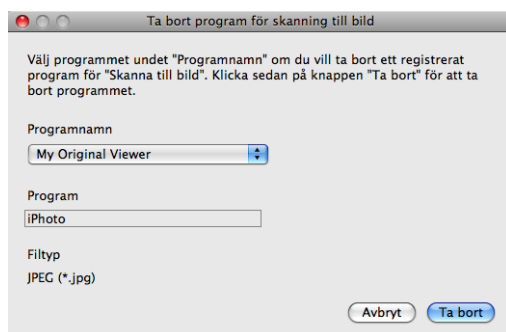 Ta bort program för skanning till bild
Välj programmet undet "Programnamn" om du vill ta bort ett registrerat
program för "Skanna till bild". Klicka sedan på knappen "Ta bort" för att ta
bort programmet.
Programnamn
My Original Viewer
Program
iPhoto
Filtyp
JPEG (*.jpg)
Avbryt
Ta bort